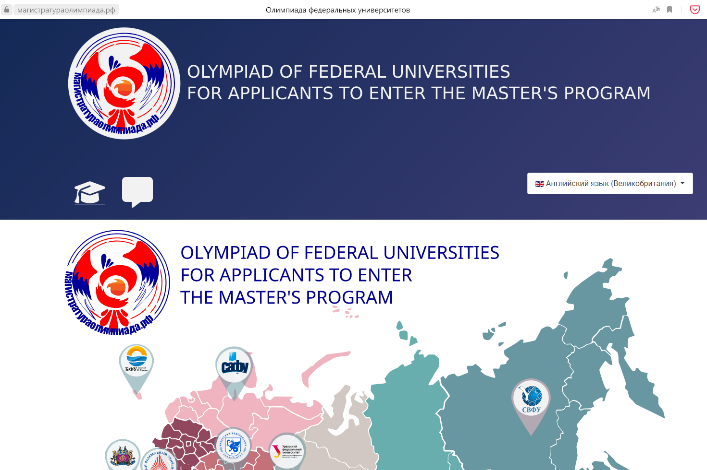 магистратураолимпиада.рф
Олимпиада федеральных университетов
OLYMPIAD OF FEDERAL UNIVERSITIES
FOR APPLICANTS TO ENTER THE MASTER'S PROGRAM
Магистратураолимпиада.рф
Английский язык (Великобритания)
OLYMPIAD OF FEDERAL UNIVERSITIES
FOR APPLICANTS TO ENTER
THE MASTER'S PROGRAM
Магистратураолимпиада.рф
сафу
СВФУ